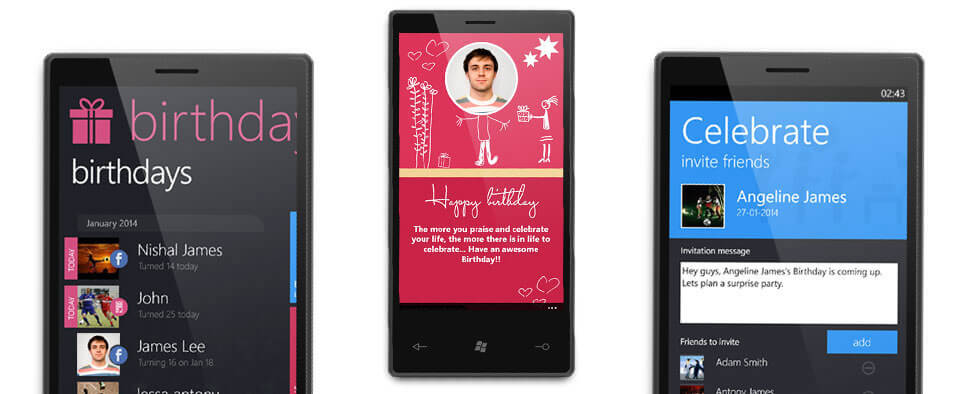 birthday
birthdays
January 2014
TODAY
Nishal James
Turned 14 today
TODAY
John
Turned 25 today
James Lee
Turning 16 on Jan 18
Happy birthday
The more you praise and celebrate
your life, the more there is in life to
celebrate... Have an awesome
Birthday!!
02:43
Celebrate
invite friends
Angeline James
27-01-2014
Invitation message
Hey guys, Angeline James's Birthday is coming up.
Lets plan a surprise party.
Friends to invite
add
Adam Smith
Antony James